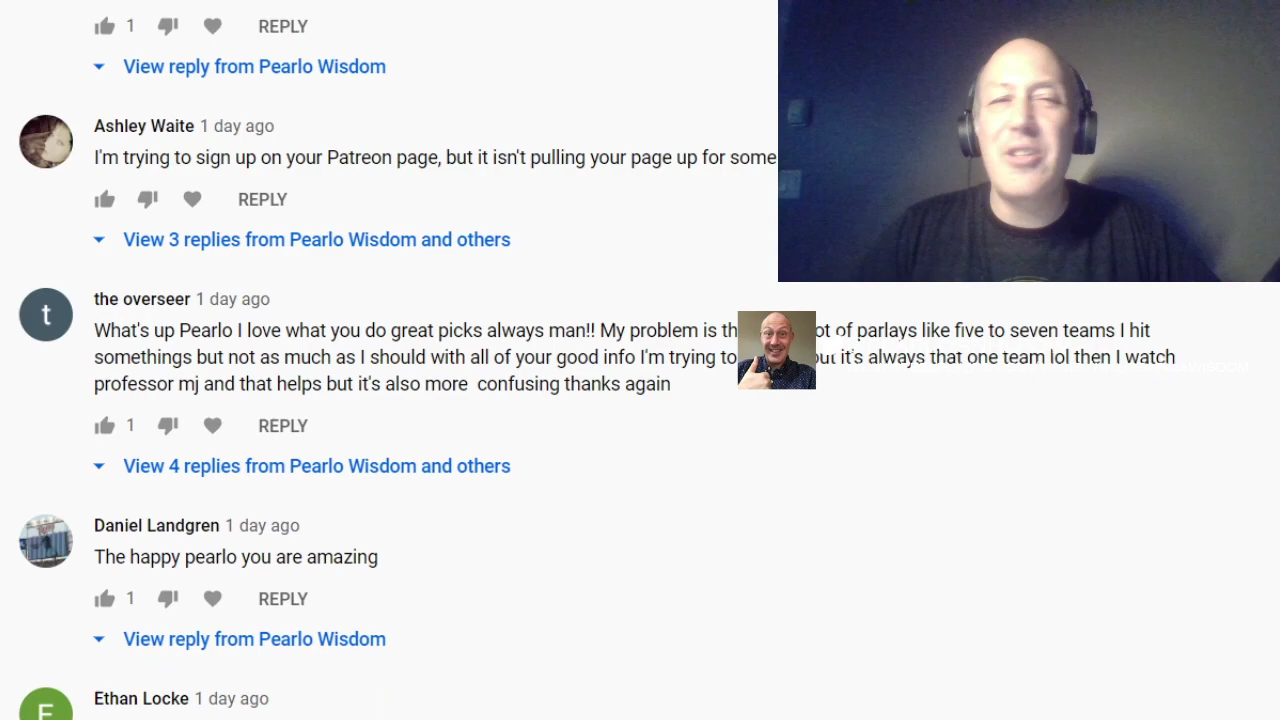 1 REPLY
View reply from Pearlo Wisdom
Ashley Waite 1 day ago
I'm trying to sign up on your Patreon page, but it isn't pulling your page up for some
REPLY
View 3 replies from Pearlo Wisdom and others
t
the overseer 1 day ago
What's up Pearlo I love what you do great picks always man!! My problem is th ot of parlays like five to seven teams I hit
somethings but not as much as I should with all of your good info I'm trying to but it's always that one team lol then I watch
professor mj and that helps but it's also more confusing thanks again
1 REPLY
View 4 replies from Pearlo Wisdom and others
Daniel Landgren 1 day ago
The happy pearlo you are amazing
1 REPLY
View reply from Pearlo Wisdom
E
Ethan Locke 1 day ago